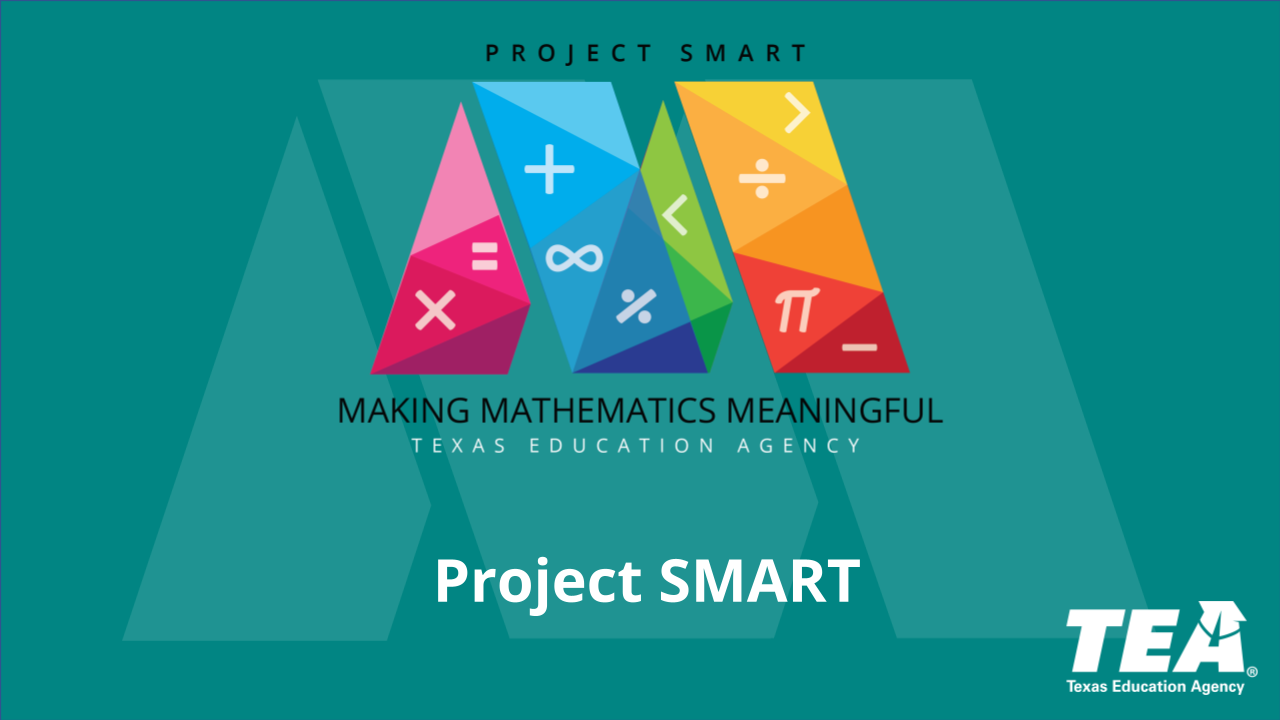 PROJECT SMART
+
>
÷
<
=
∞
×
%
π
−
MAKING MATHEMATICS MEANINGFUL
TEXAS EDUCATION AGENCY
Project SMART
TEA®
Texas Education Agency